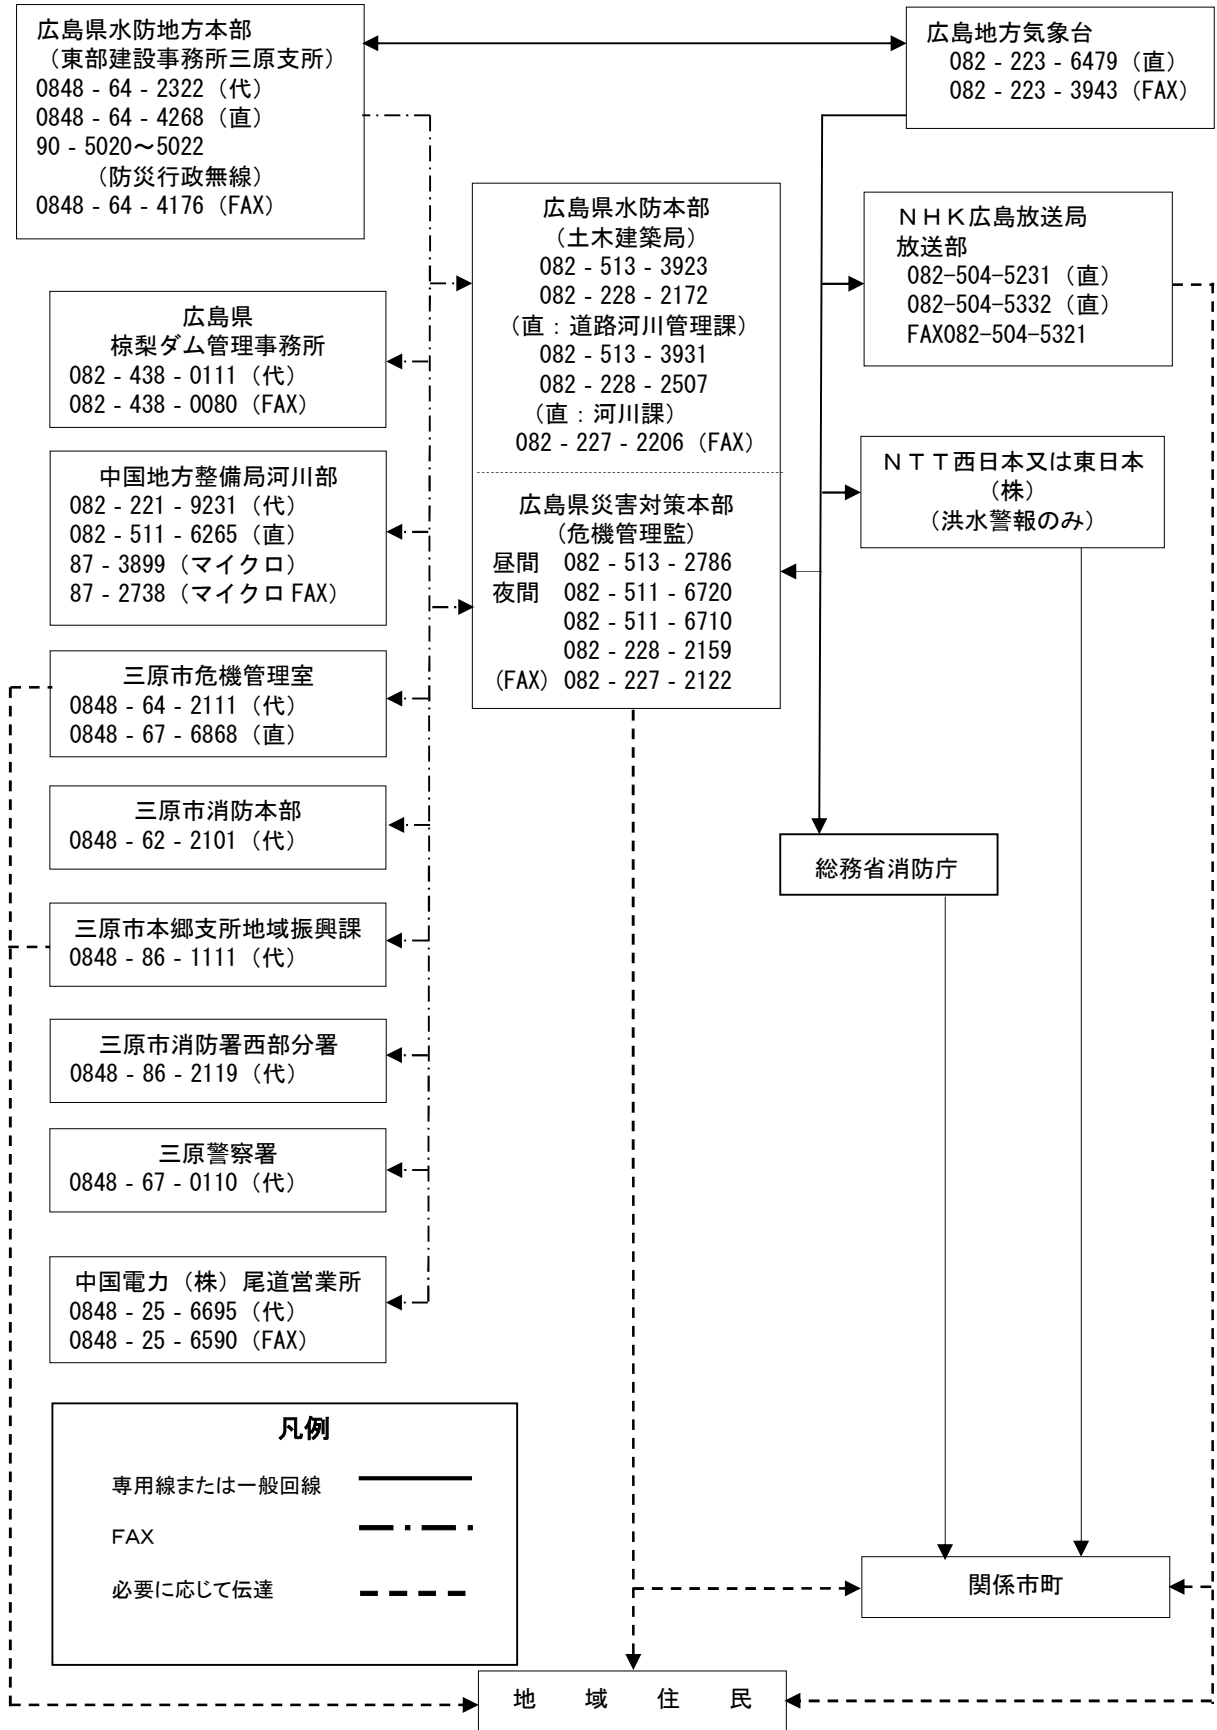 広島県水防地方本部
（東部建設事務所三原支所）
0848 - 64 - 2322（代）
0848 - 64 - 4268（直）
90 - 5020～5022
（防災行政無線）
0848 - 64 - 4176（FAX）
広島地方気象台
082 - 223 - 6479（直）
082 - 223 - 3943（FAX）
広島県水防本部
（土木建築局）
082 - 513 - 3923
082 - 228 - 2172
（直：道路河川管理課）
082 - 513 - 3931
082 - 228 - 2507
（直：河川課）
082 - 227 - 2206（FAX）
広島県災害対策本部
（危機管理監）
昼間　082 - 513 - 2786
夜間　082 - 511 - 6720
082 - 511 - 6710
082 - 228 - 2159
（FAX）082 - 227 - 2122
ＮＨＫ広島放送局
放送部
082-504-5231（直）
082-504-5332（直）
FAX082-504-5321
ＮＴＴ西日本又は東日本
（株）
（洪水警報のみ）
広島県
椋梨ダム管理事務所
082 - 438 - 0111（代）
082 - 438 - 0080（FAX）
中国地方整備局河川部
082 - 221 - 9231（代）
082 - 511 - 6265（直）
87 - 3899（マイクロ）
87 - 2738（マイクロ FAX）
三原市危機管理室
0848 - 64 - 2111（代）
0848 - 67 - 6868（直）
三原市消防本部
0848 - 62 - 2101（代）
総務省消防庁
三原市本郷支所地域振興課
0848 - 86 - 1111（代）
三原市消防署西部分署
0848 - 86 - 2119（代）
三原警察署
0848 - 67 - 0110（代）
中国電力（株）尾道営業所
0848 - 25 - 6695（代）
0848 - 25 - 6590（FAX）
凡例
専用線または一般回線
FAX
必要に応じて伝達
関係市町
地　域　住　民